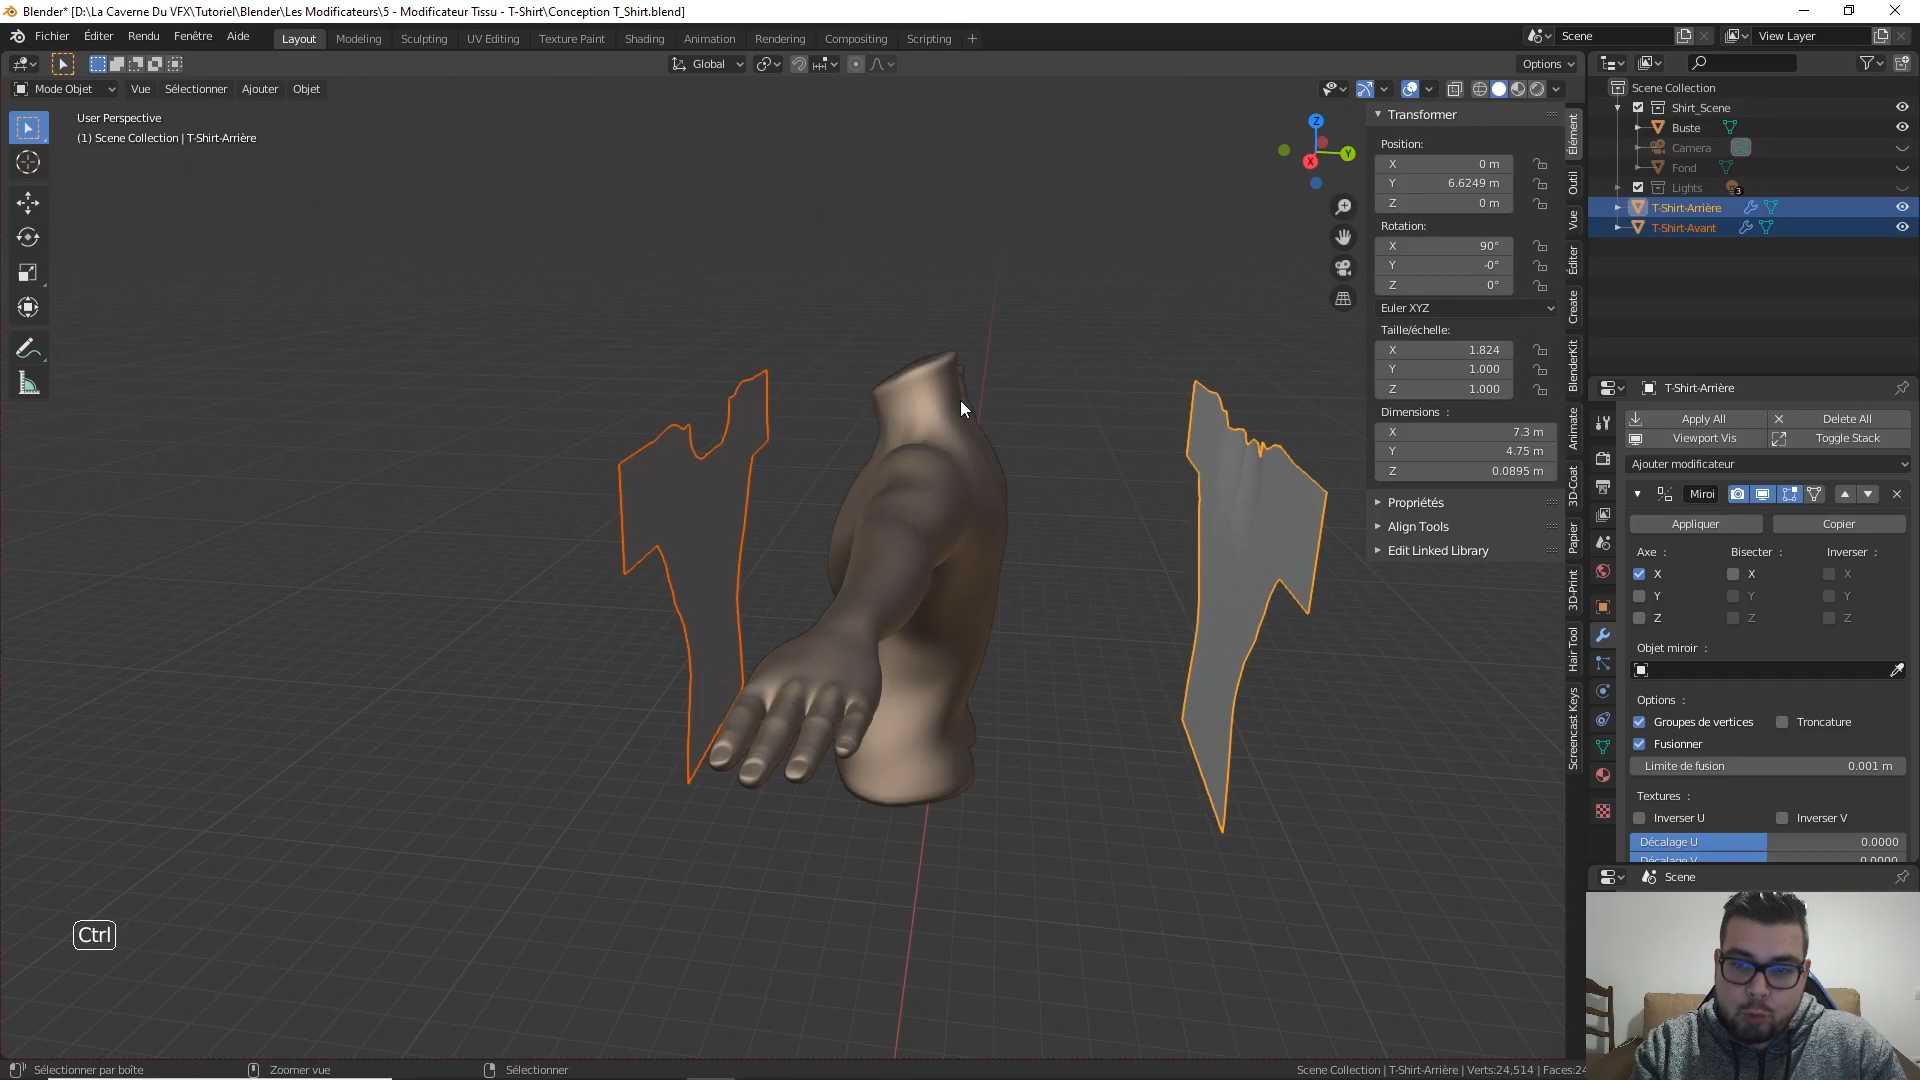 Blender* [D:\La Caverne Du VFX\Tutoriel\Blender\Les Modificateurs\5 - Modificateur Tissu - T-Shirt\Conception T_Shirt.blend]
Fichier Éditer Rendu Fenêtre Aide Layout Modeling Sculpting UV Editing Texture Paint Shading Animation Rendering Compositing Scripting + Scene View Layer
Global Options
Mode Objet Vue Sélectionner Ajouter Objet
User Perspective
(1) Scene Collection | T-Shirt-Arrière
Z
Y
X
Transformer
Position:
X 0 m
Y 6.6249 m
Z 0 m
Rotation:
X 90°
Y -0°
Z 0°
Euler XYZ
Taille/échelle:
X 1.824
Y 1.000
Z 1.000
Dimensions :
X 7.3 m
Y 4.75 m
Z 0.0895 m
Propriétés
Align Tools
Edit Linked Library
Élément
Outil
Vue
Éditer
Create
BlenderKit
Animate
3D-Coat
Papier
3D-Print
Hair Tool
Screencast Keys
Scene Collection
Shirt_Scene
Buste
Camera
Fond
Lights 3
T-Shirt-Arrière
T-Shirt-Avant
T-Shirt-Arrière
Apply All Delete All
Viewport Vis Toggle Stack
Ajouter modificateur
Miroi
Appliquer Copier
Axe : Bisecter : Inverser :
X X X
Y Y Y
Z Z Z
Objet miroir :
Options :
Groupes de vertices Troncature
Fusionner
Limite de fusion 0.001 m
Textures :
Inverser U Inverser V
Décalage U 0.0000
Décalage V 0.0000
Scene
Ctrl
Sélectionner par boîte Zoomer vue Sélectionner Scene Collection | T-Shirt-Arrière | Verts:24,514 | Faces:24